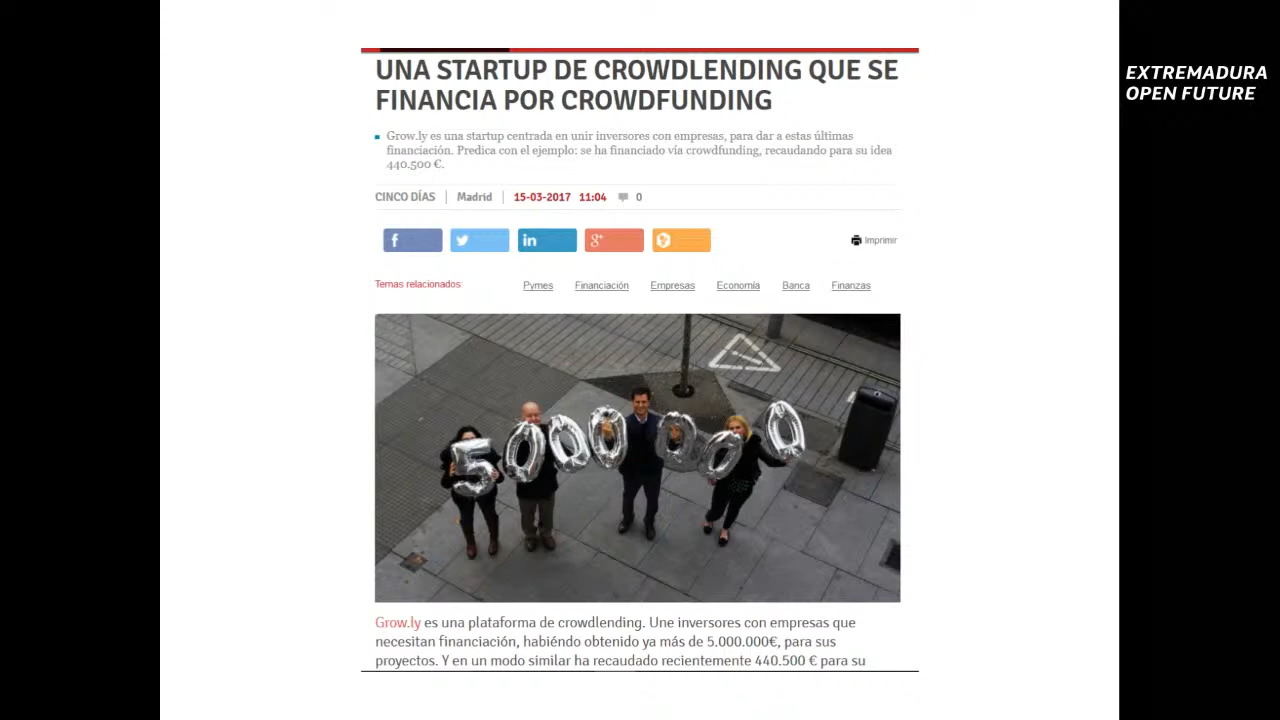 EXTREMADURA
OPEN FUTURE
UNA STARTUP DE CROWDLENDING QUE SE
FINANCIA POR CROWDFUNDING
Grow.ly es una startup centrada en unir inversores con empresas, para dar a estas últimas
financiación. Predica con el ejemplo: se ha financiado vía crowdfunding, recaudando para su idea
440.500 €.
CINCO DÍAS | Madrid | 15-03-2017 11:04 0
f in g+ Imprimir
Temas relacionados Pymes Financiación Empresas Economía Banca Finanzas
5000000
Grow.ly es una plataforma de crowdlending. Une inversores con empresas que
necesitan financiación, habiéndo obtenido ya más de 5.000.000€, para sus
proyectos. Y en un modo similar ha recaudado recientemente 440.500 € para su